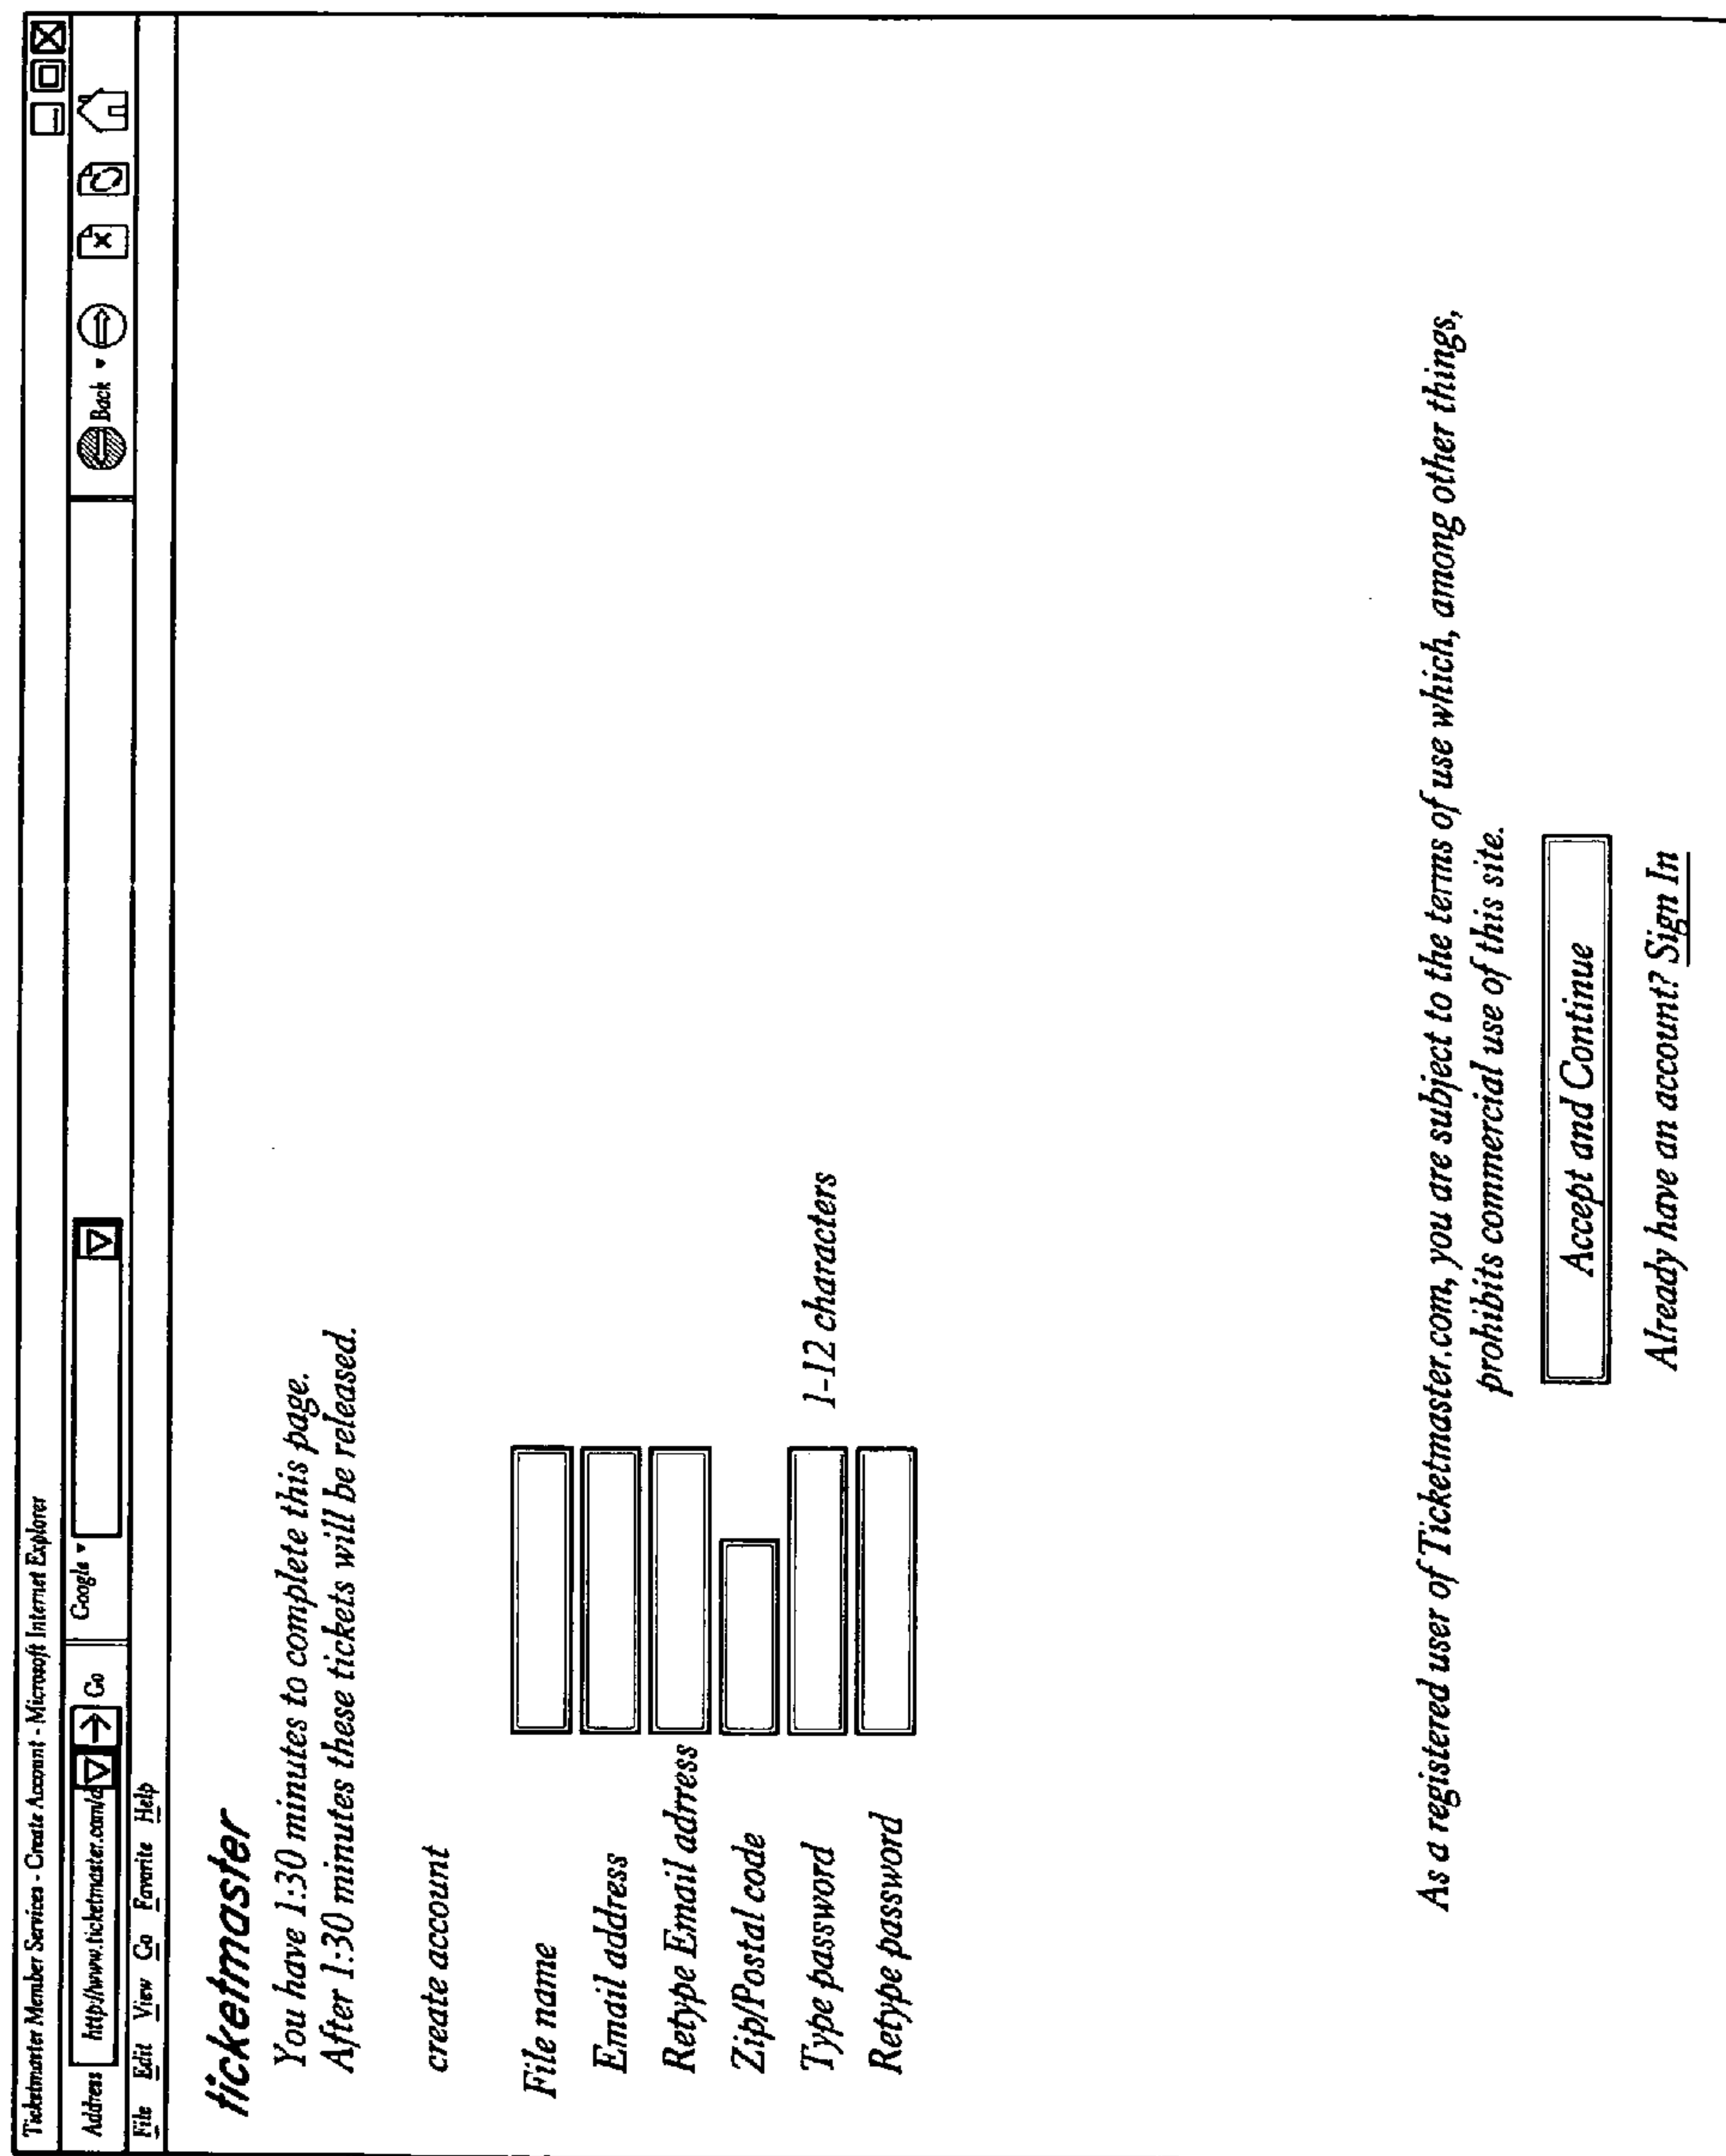 Ticketmaster Member Services - Create Account - Microsoft Internet Explorer
Address http://www.ticketmaster.com/a Go Google Back
File Edit View Go Favorite Help
ticketmaster
You have 1:30 minutes to complete this page.
After 1:30 minutes these tickets will be released.
create account
File name
Email address
Retype Email adrress
Zip/Postal code
Type password 1-12 characters
Retype password
As a registered user of Ticketmaster.com, you are subject to the terms of use which, among other things,
prohibits commercial use of this site.
Accept and Continue
Already have an account? Sign In